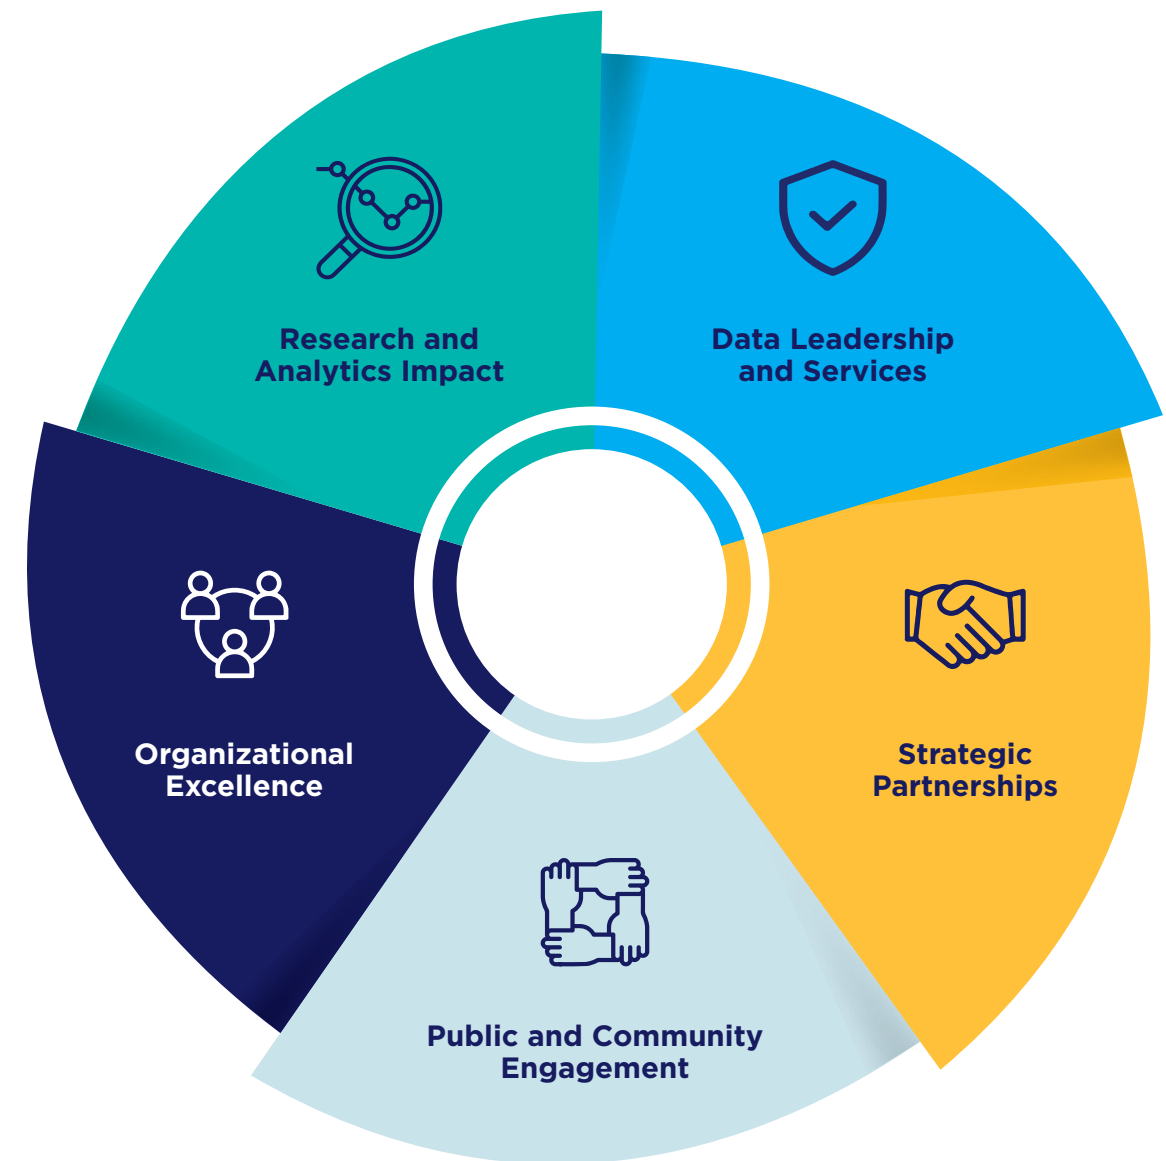 Research and
Analytics Impact
Data Leadership
and Services
Organizational
Excellence
Strategic
Partnerships
Public and Community
Engagement